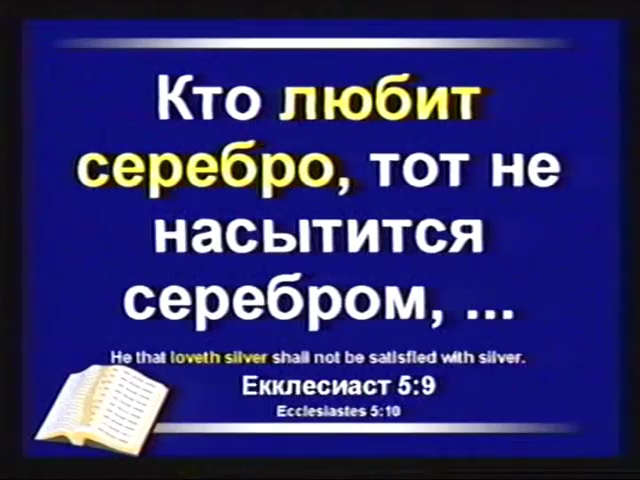 Кто любит
серебро, тот не
насытится
серебром, ...
He that loveth silver shall not be satisfied with silver.
Екклесиаст 5:9
Ecclesiastes 5:10